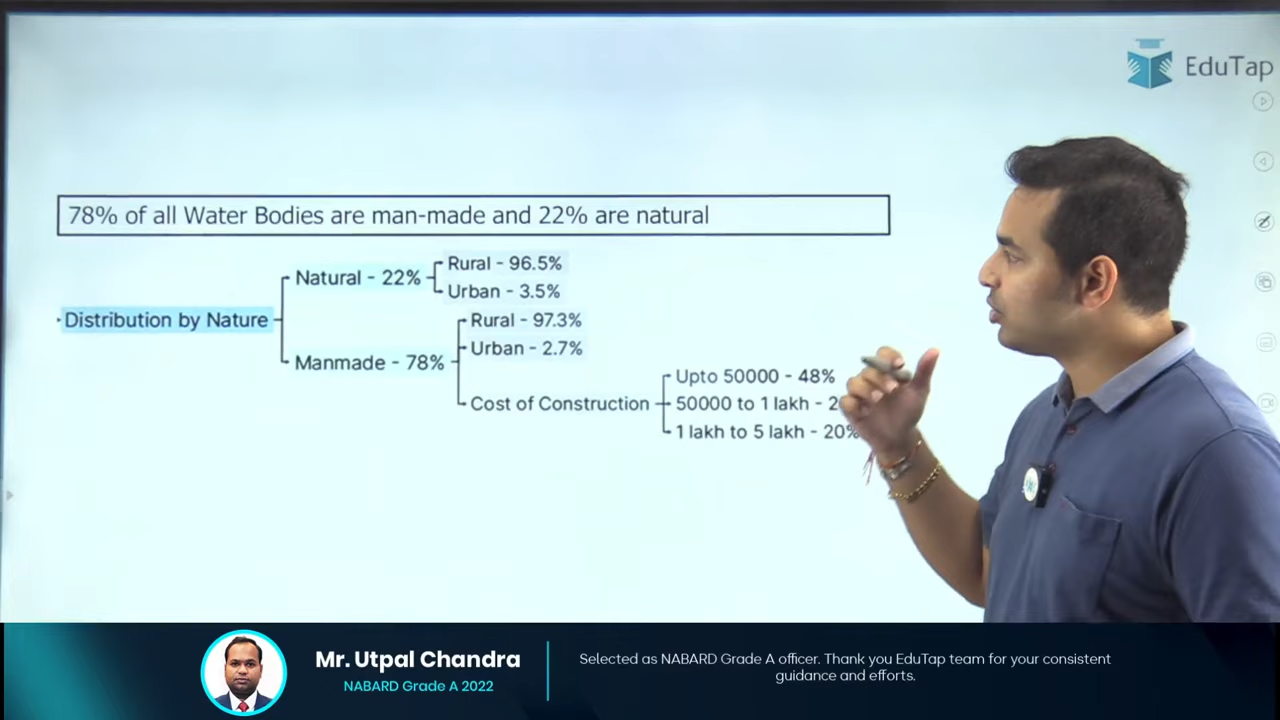 EduTap
78% of all Water Bodies are man-made and 22% are natural
Rural - 96.5%
Natural - 22%
Urban - 3.5%
Distribution by Nature
Rural - 97.3%
Urban - 2.7%
Manmade - 78%
Upto 50000 - 48%
Cost of Construction
50000 to 1 lakh - 2
1 lakh to 5 lakh - 20%
Mr. Utpal Chandra
NABARD Grade A 2022
Selected as NABARD Grade A officer. Thank you EduTap team for your consistent
guidance and efforts.